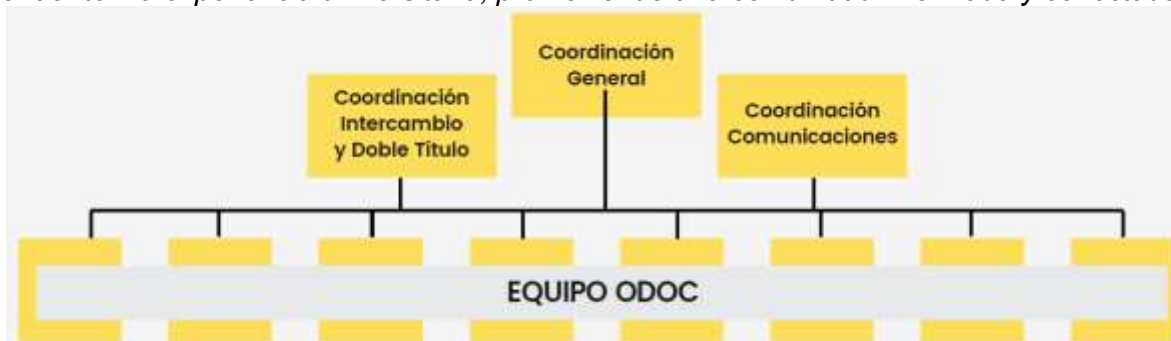 Coordinación
General
Coordinación
Intercambio
y Doble Título
Coordinación
Comunicaciones
EQUIPO ODOC